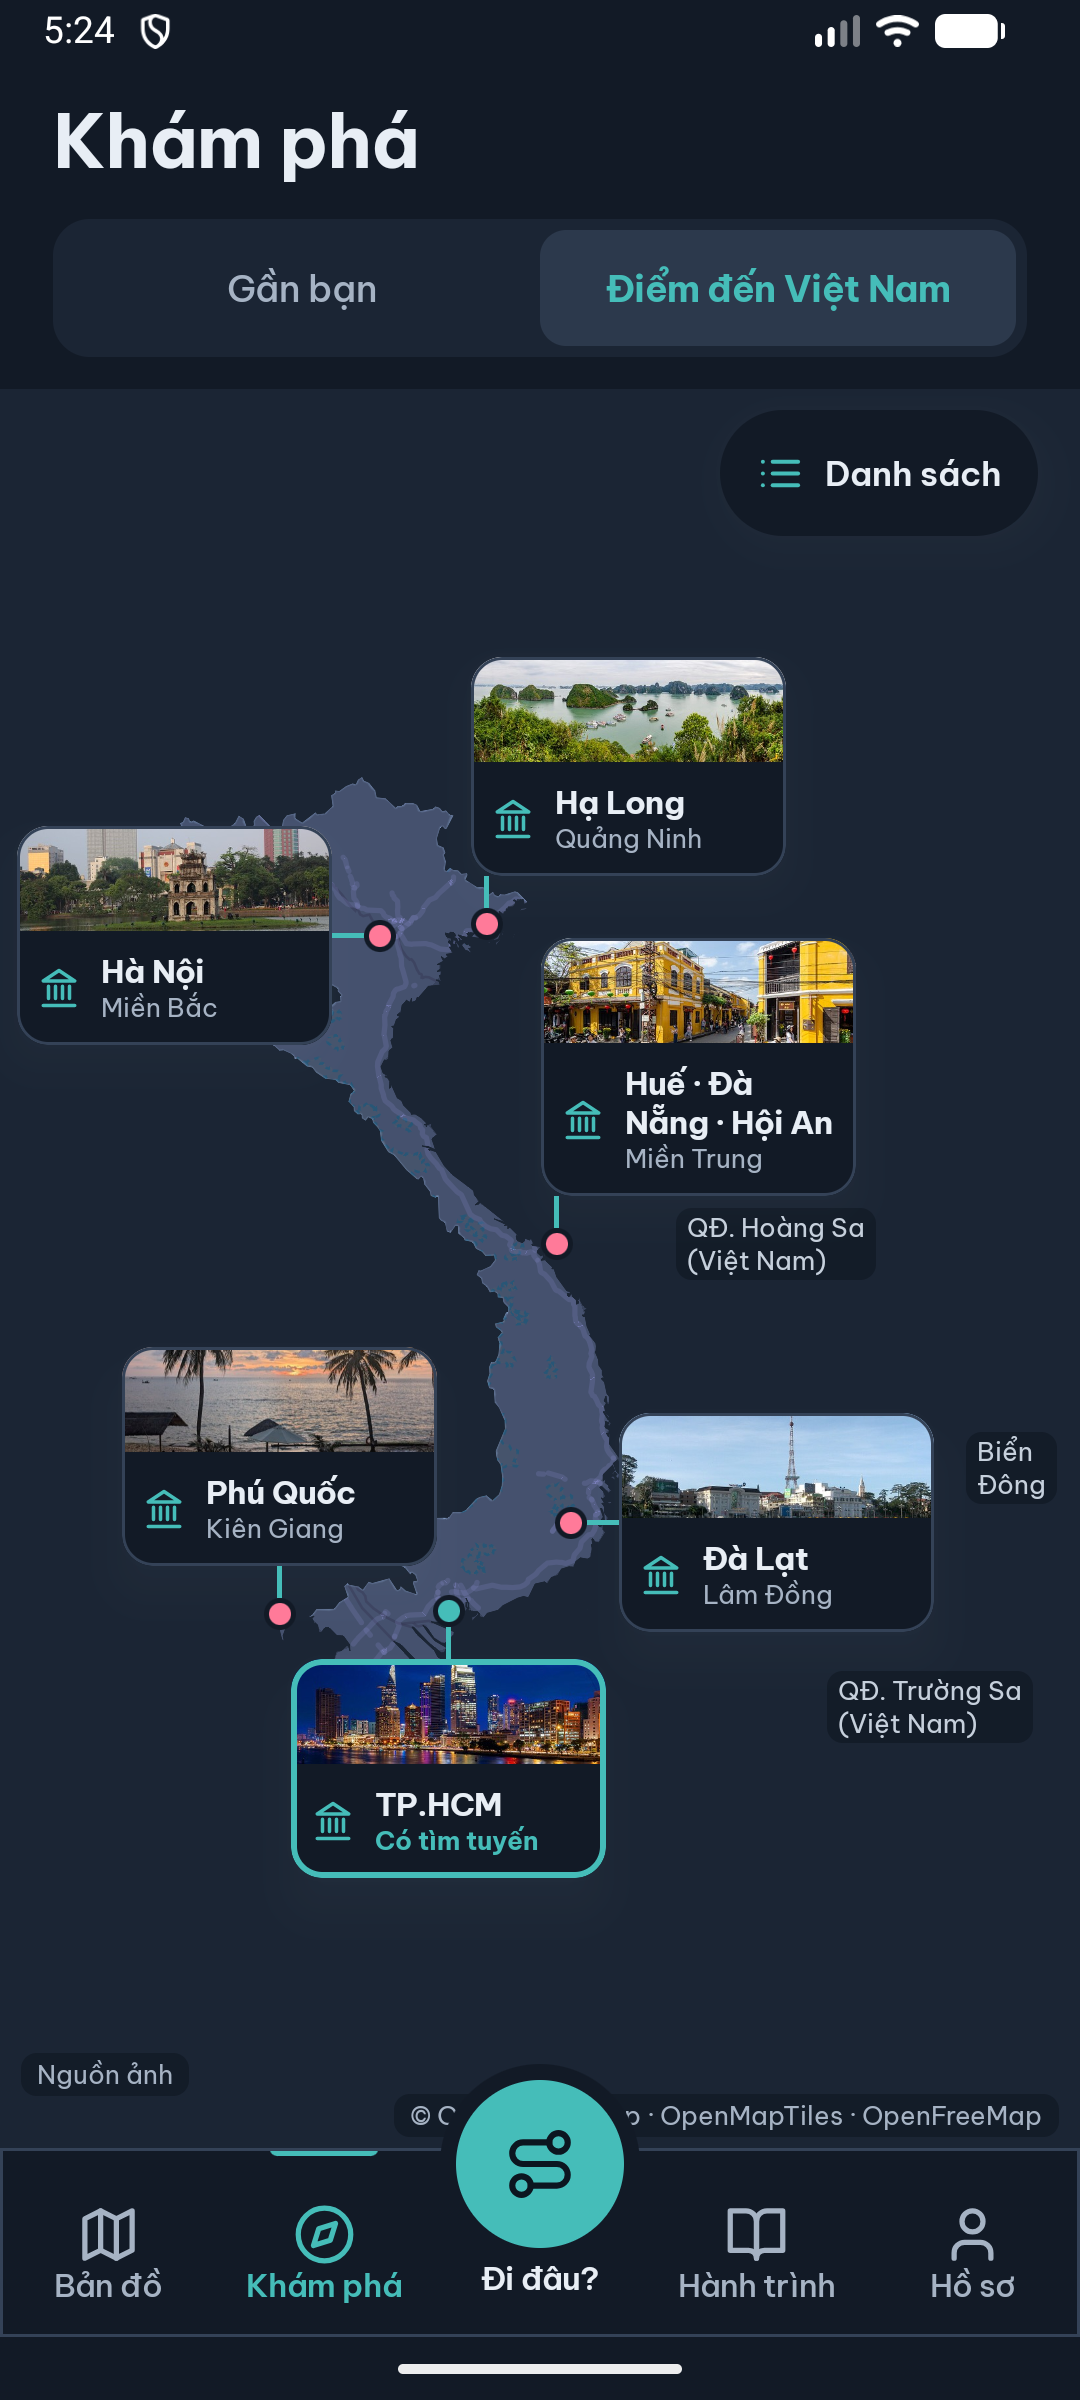 5:24
Khám phá
Gần bạn
Điểm đến Việt Nam
Danh sách
Hạ Long
Quảng Ninh
Hà Nội
Miền Bắc
Huế · Đà
Nẵng · Hội An
Miền Trung
QĐ. Hoàng Sa
(Việt Nam)
Phú Quốc
Kiên Giang
Biển
Đông
Đà Lạt
Lâm Đồng
QĐ. Trường Sa
(Việt Nam)
TP.HCM
Có tìm tuyến
Nguồn ảnh
© · OpenMapTiles · OpenFreeMap
Bản đồ
Khám phá
Đi đâu?
Hành trình
Hồ sơ